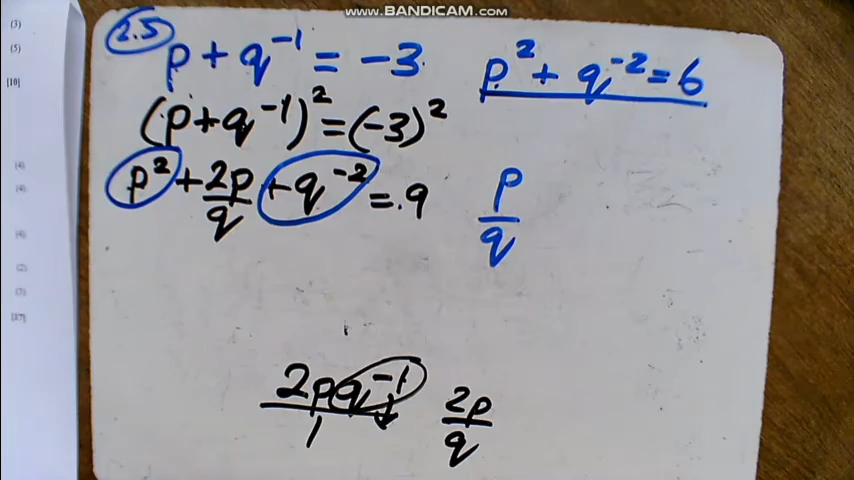 www.BANDICAM.com
(3)
(5)
[10]
(4)
(4)
(4)
(2)
(3)
[17]
2.5
p + q⁻¹ = -3
p² + q⁻² = 6
(p + q⁻¹)² = (-3)²
p² + 2p/q + q⁻² = 9
p/q
2pq⁻¹/1
2p/q